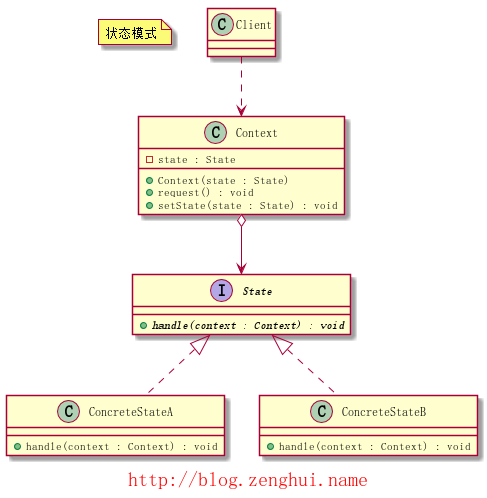 状态模式
C Client
C Context
state : State
Context(state : State)
request() : void
setState(state : State) : void
I State
handle(context : Context) : void
C ConcreteStateA
handle(context : Context) : void
C ConcreteStateB
handle(context : Context) : void
http://blog.zenghui.name